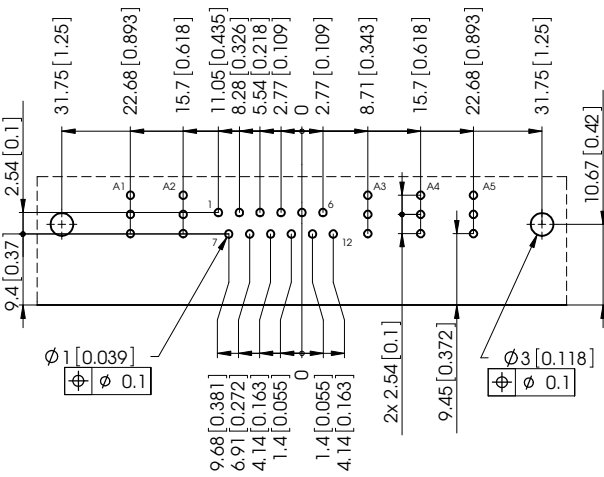 31.75 [1.25]
22.68 [0.893]
15.7 [0.618]
11.05 [0.435]
8.28 [0.326]
5.54 [0.218]
2.77 [0.109]
0
2.77 [0.109]
8.71 [0.343]
15.7 [0.618]
22.68 [0.893]
31.75 [1.25]
2.54 [0.1]
10.67 [0.42]
A1
A2
A3
A4
A5
1
6
7
12
9.4 [0.37]
Ø1 [0.039]
⌖ Ø 0.1
9.68 [0.381]
6.91 [0.272]
4.14 [0.163]
1.4 [0.055]
0
1.4 [0.055]
4.14 [0.163]
2x 2.54 [0.1]
9.45 [0.372]
Ø3 [0.118]
⌖ Ø 0.1